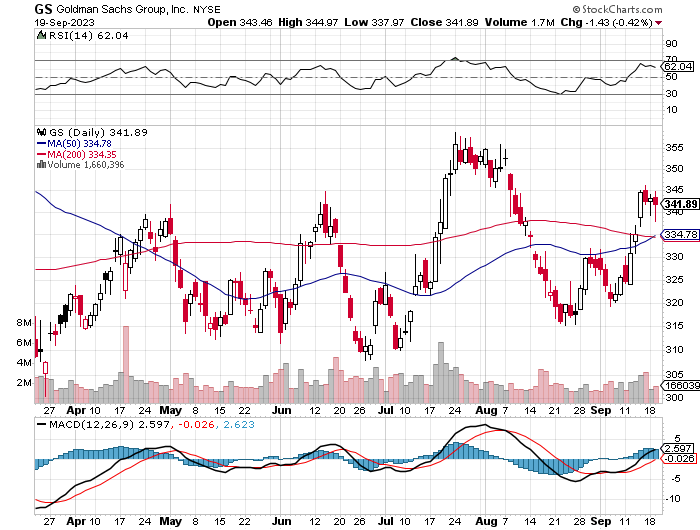 GS Goldman Sachs Group, Inc. NYSE © StockCharts.com
19-Sep-2023 Open 343.46 High 344.97 Low 337.97 Close 341.89 Volume 1.7M Chg -1.43 (-0.42%)
RSI(14) 62.04
90
70
62.04
50
30
10
GS (Daily) 341.89
MA(50) 334.78
MA(200) 334.35
Volume 1,660,396
355
350
345
341.89
340
334.78
330
325
320
315
310
305
300
8M
6M
4M
2M
166039
27 Apr 10 17 24 May 8 15 22 Jun 12 20 26 Jul 10 17 24 Aug 7 14 21 28 Sep 11 18
MACD(12,26,9) 2.597, -0.026, 2.623
5
2.597
-0.026
-5
-10
27 Apr 10 17 24 May 8 15 22 Jun 12 20 26 Jul 10 17 24 Aug 7 14 21 28 Sep 11 18